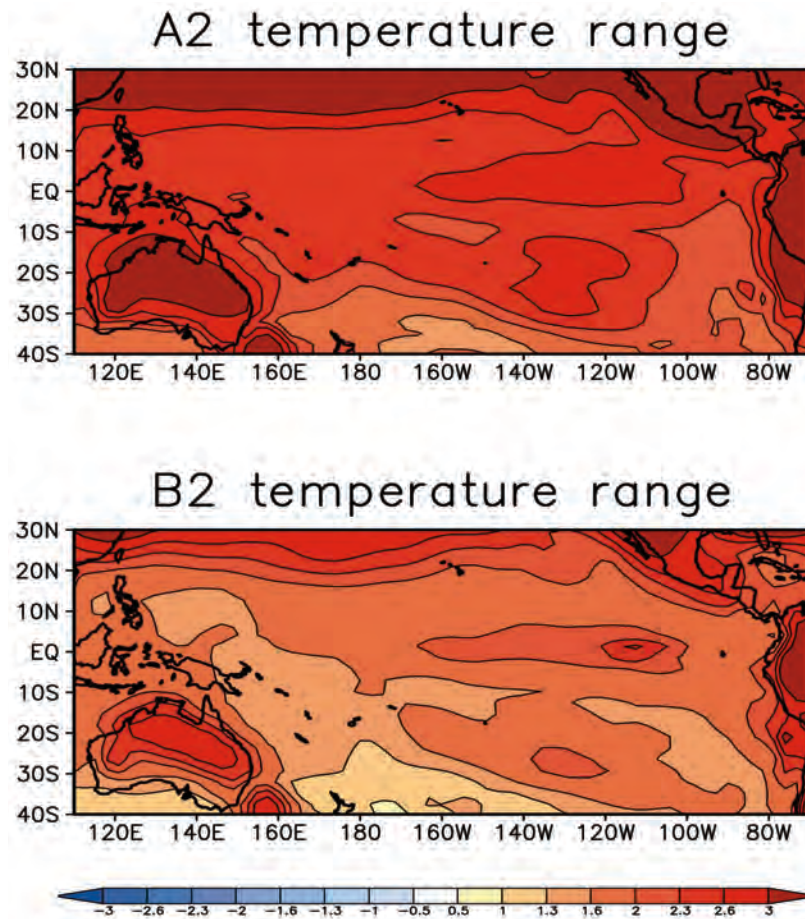 A2 temperature range
30N
20N
10N
EQ
10S
20S
30S
40S
120E 140E 160E 180 160W 140W 120W 100W 80W
B2 temperature range
30N
20N
10N
EQ
10S
20S
30S
40S
120E 140E 160E 180 160W 140W 120W 100W 80W
-3 -2.6 -2.3 -2 -1.6 -1.3 -1 -0.5 0.5 1 1.3 1.6 2 2.3 2.6 3